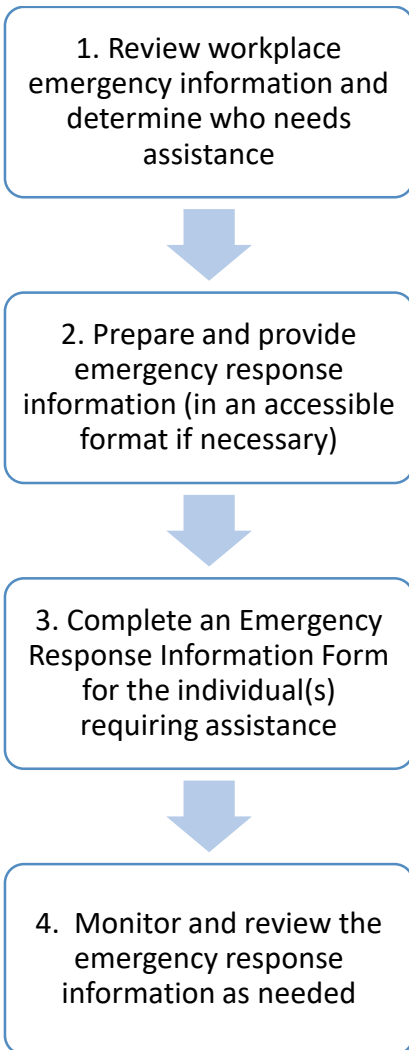 1. Review workplace
emergency information and
determine who needs
assistance
2. Prepare and provide
emergency response
information (in an accessible
format if necessary)
3. Complete an Emergency
Response Information Form
for the individual(s)
requiring assistance
4.  Monitor and review the
emergency response
information as needed